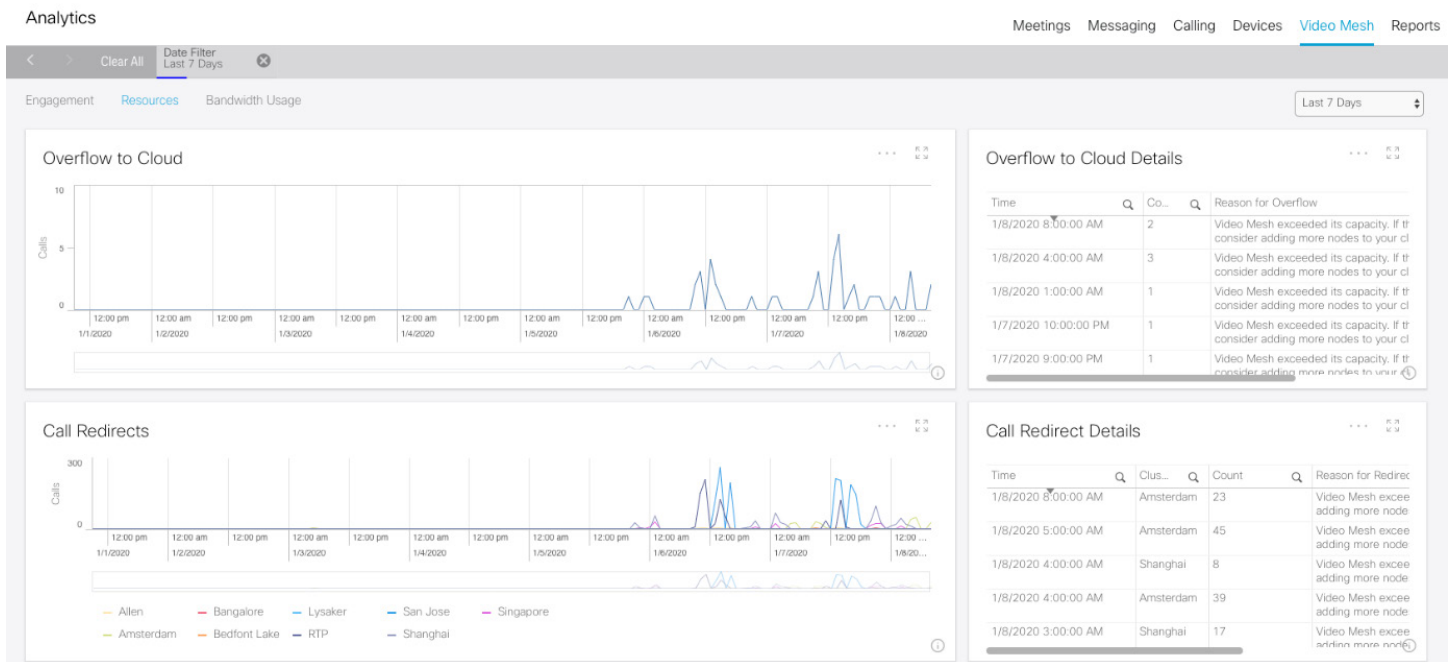 Analytics
Meetings Messaging Calling Devices Video Mesh Reports
Clear All
Date Filter
Last 7 Days
Engagement Resources Bandwidth Usage
Last 7 Days
Overflow to Cloud
10
5
0
Calls
12:00 pm 12:00 am 12:00 pm 12:00 am 12:00 pm 12:00 am 12:00 pm 12:00 am 12:00 pm 12:00 am 12:00 pm 12:00 am 12:00 pm 12:00 ...
1/1/2020 1/2/2020 1/3/2020 1/4/2020 1/5/2020 1/6/2020 1/7/2020 1/8/2020
Overflow to Cloud Details
Time Co... Reason for Overflow
1/8/2020 8:00:00 AM 2 Video Mesh exceeded its capacity. If th
consider adding more nodes to your cl
1/8/2020 4:00:00 AM 3 Video Mesh exceeded its capacity. If th
consider adding more nodes to your cl
1/8/2020 1:00:00 AM 1 Video Mesh exceeded its capacity. If th
consider adding more nodes to your cl
1/7/2020 10:00:00 PM 1 Video Mesh exceeded its capacity. If th
consider adding more nodes to your cl
1/7/2020 9:00:00 PM 1 Video Mesh exceeded its capacity. If th
consider adding more nodes to your
Call Redirects
300
0
Calls
12:00 pm 12:00 am 12:00 pm 12:00 am 12:00 pm 12:00 am 12:00 pm 12:00 am 12:00 pm 12:00 am 12:00 pm 12:00 am 12:00 pm 12:00 ...
1/1/2020 1/2/2020 1/3/2020 1/4/2020 1/5/2020 1/6/2020 1/7/2020 1/8/20...
Allen Bangalore Lysaker San Jose Singapore
Amsterdam Bedfont Lake RTP Shanghai
Call Redirect Details
Time Clus... Count Reason for Redirec
1/8/2020 8:00:00 AM Amsterdam 23 Video Mesh excee
adding more node
1/8/2020 5:00:00 AM Amsterdam 45 Video Mesh excee
adding more node
1/8/2020 4:00:00 AM Shanghai 8 Video Mesh excee
adding more node
1/8/2020 4:00:00 AM Amsterdam 39 Video Mesh excee
adding more node
1/8/2020 3:00:00 AM Shanghai 17 Video Mesh excee
adding more node